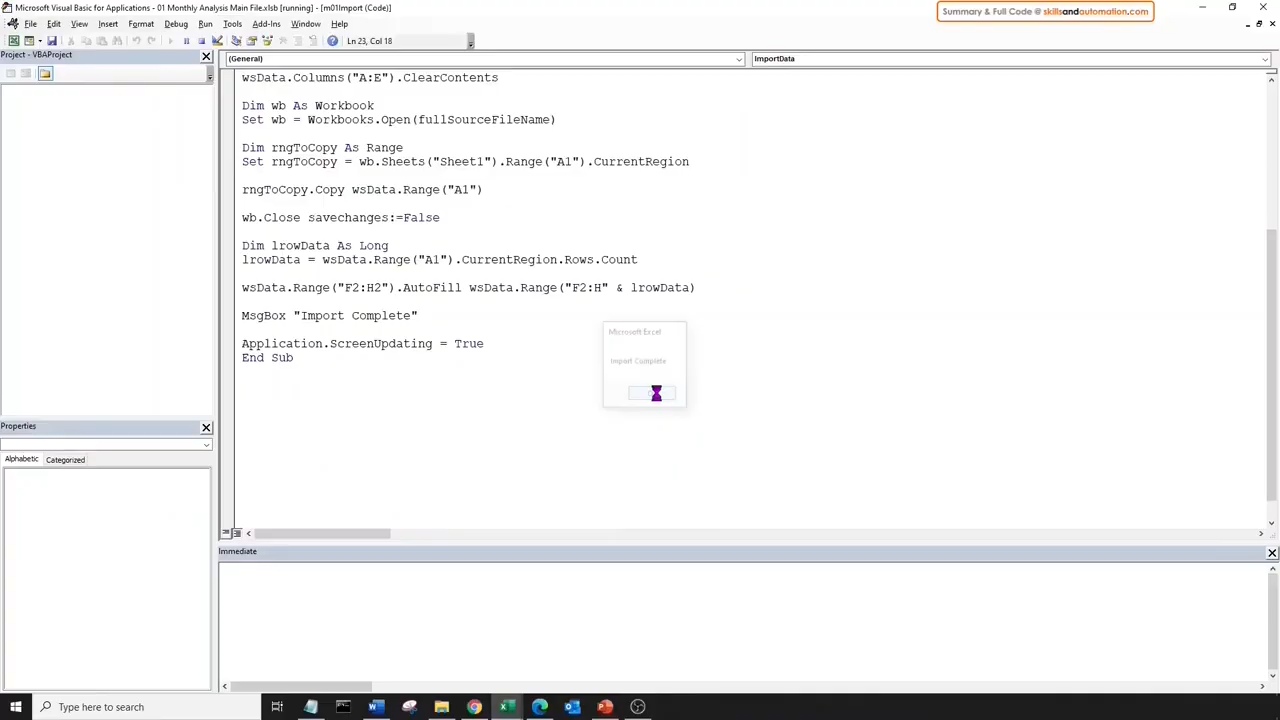 Microsoft Visual Basic for Applications - 01 Monthly Analysis Main File.xlsb [running] - [m01Import (Code)]
Summary & Full Code @ skillsandautomation.com
File Edit View Insert Format Debug Run Tools Add-Ins Window Help
Ln 23, Col 18
Project - VBAProject
(General)
ImportData
wsData.Columns("A:E").ClearContents
Dim wb As Workbook
Set wb = Workbooks.Open(fullSourceFileName)
Dim rngToCopy As Range
Set rngToCopy = wb.Sheets("Sheet1").Range("A1").CurrentRegion
rngToCopy.Copy wsData.Range("A1")
wb.Close savechanges:=False
Dim lrowData As Long
lrowData = wsData.Range("A1").CurrentRegion.Rows.Count
wsData.Range("F2:H2").AutoFill wsData.Range("F2:H" & lrowData)
MsgBox "Import Complete"
Application.ScreenUpdating = True
End Sub
Microsoft Excel
Import Complete
Properties
Alphabetic Categorized
Immediate
Type here to search